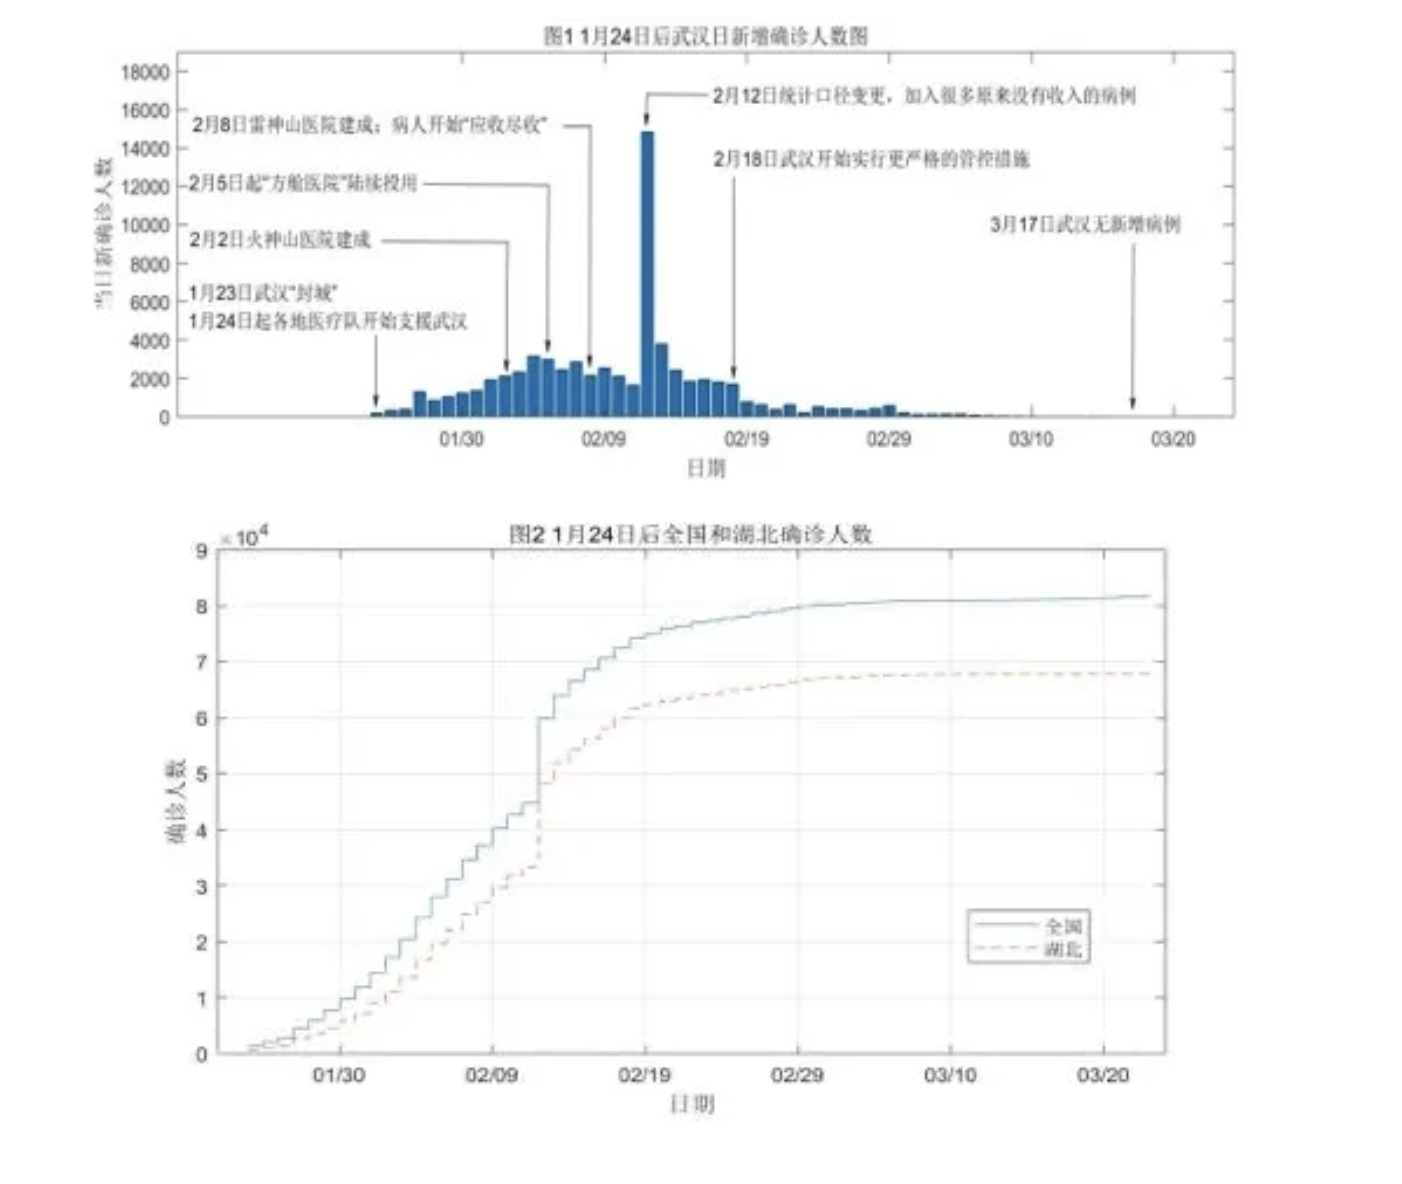 图1 1月24日后武汉日新增确诊人数图
当日新确诊人数
18000
16000
14000
12000
10000
8000
6000
4000
2000
0
2月12日统计口径变更，加入很多原来没有收入的病例
2月8日雷神山医院建成；病人开始“应收尽收”
2月18日武汉开始实行更严格的管控措施
2月5日起“方舱医院”陆续投用
3月17日武汉无新增病例
2月2日火神山医院建成
1月23日武汉“封城”
1月24日起各地医疗队开始支援武汉
01/30 02/09 02/19 02/29 03/10 03/20
日期
图2 1月24日后全国和湖北确诊人数
×10⁴
确诊人数
9
8
7
6
5
4
3
2
1
0
全国
湖北
01/30 02/09 02/19 02/29 03/10 03/20
日期